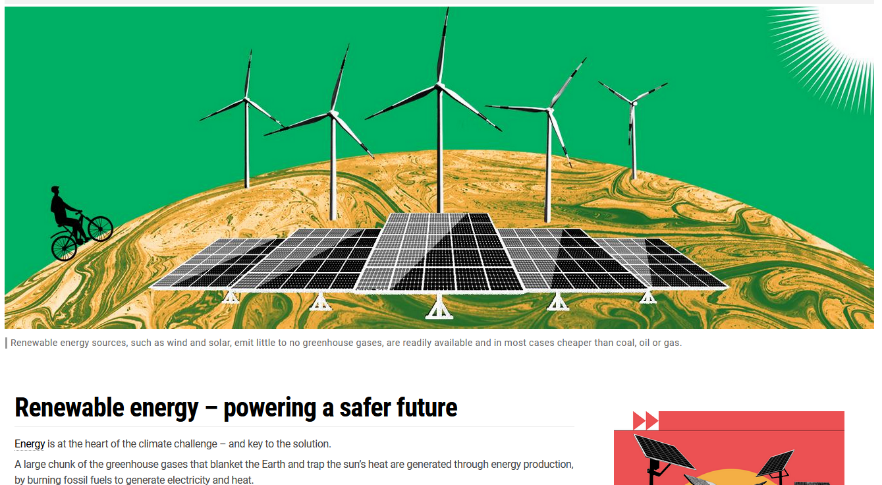 Renewable energy sources, such as wind and solar, emit little to no greenhouse gases, are readily available and in most cases cheaper than coal, oil or gas.
Renewable energy – powering a safer future
Energy is at the heart of the climate challenge – and key to the solution.
A large chunk of the greenhouse gases that blanket the Earth and trap the sun's heat are generated through energy production,
by burning fossil fuels to generate electricity and heat.